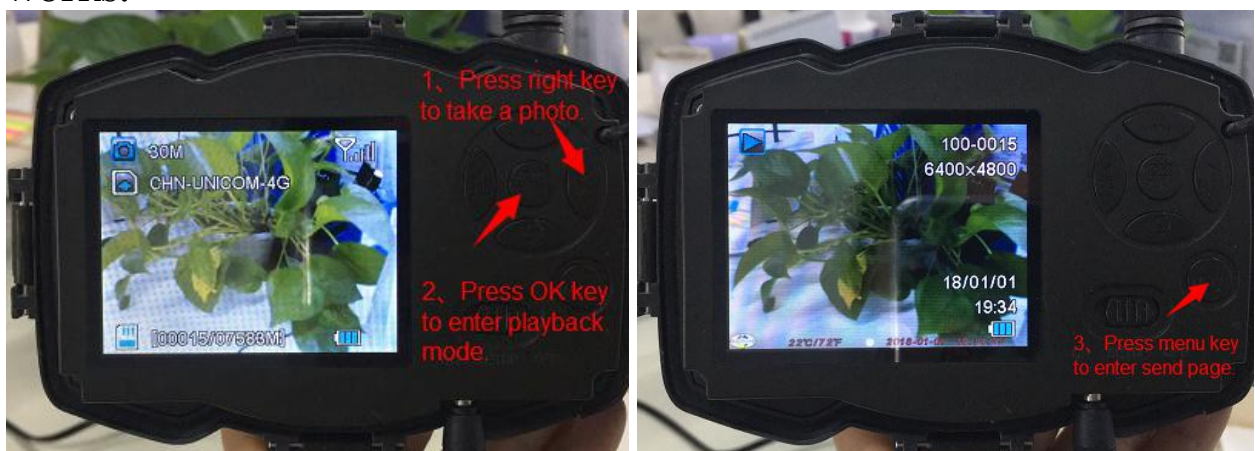 1、Press right key
to take a photo.
30M
CHN-UNICOM-4G
2、Press OK key
to enter playback
mode.
[00015/07583M]
100-0015
6400×4800
18/01/01
19:34
22℃/72℉
3、Press menu key
to enter send page.